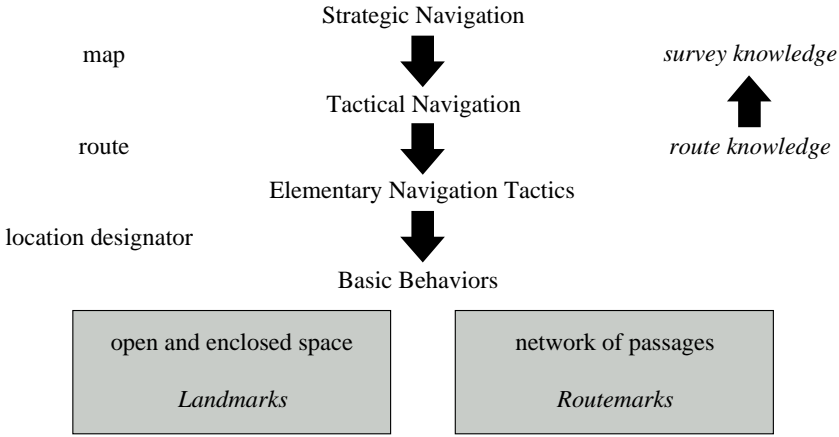 Strategic Navigation
map
survey knowledge
Tactical Navigation
route
route knowledge
Elementary Navigation Tactics
location designator
Basic Behaviors
open and enclosed space
network of passages
Landmarks
Routemarks